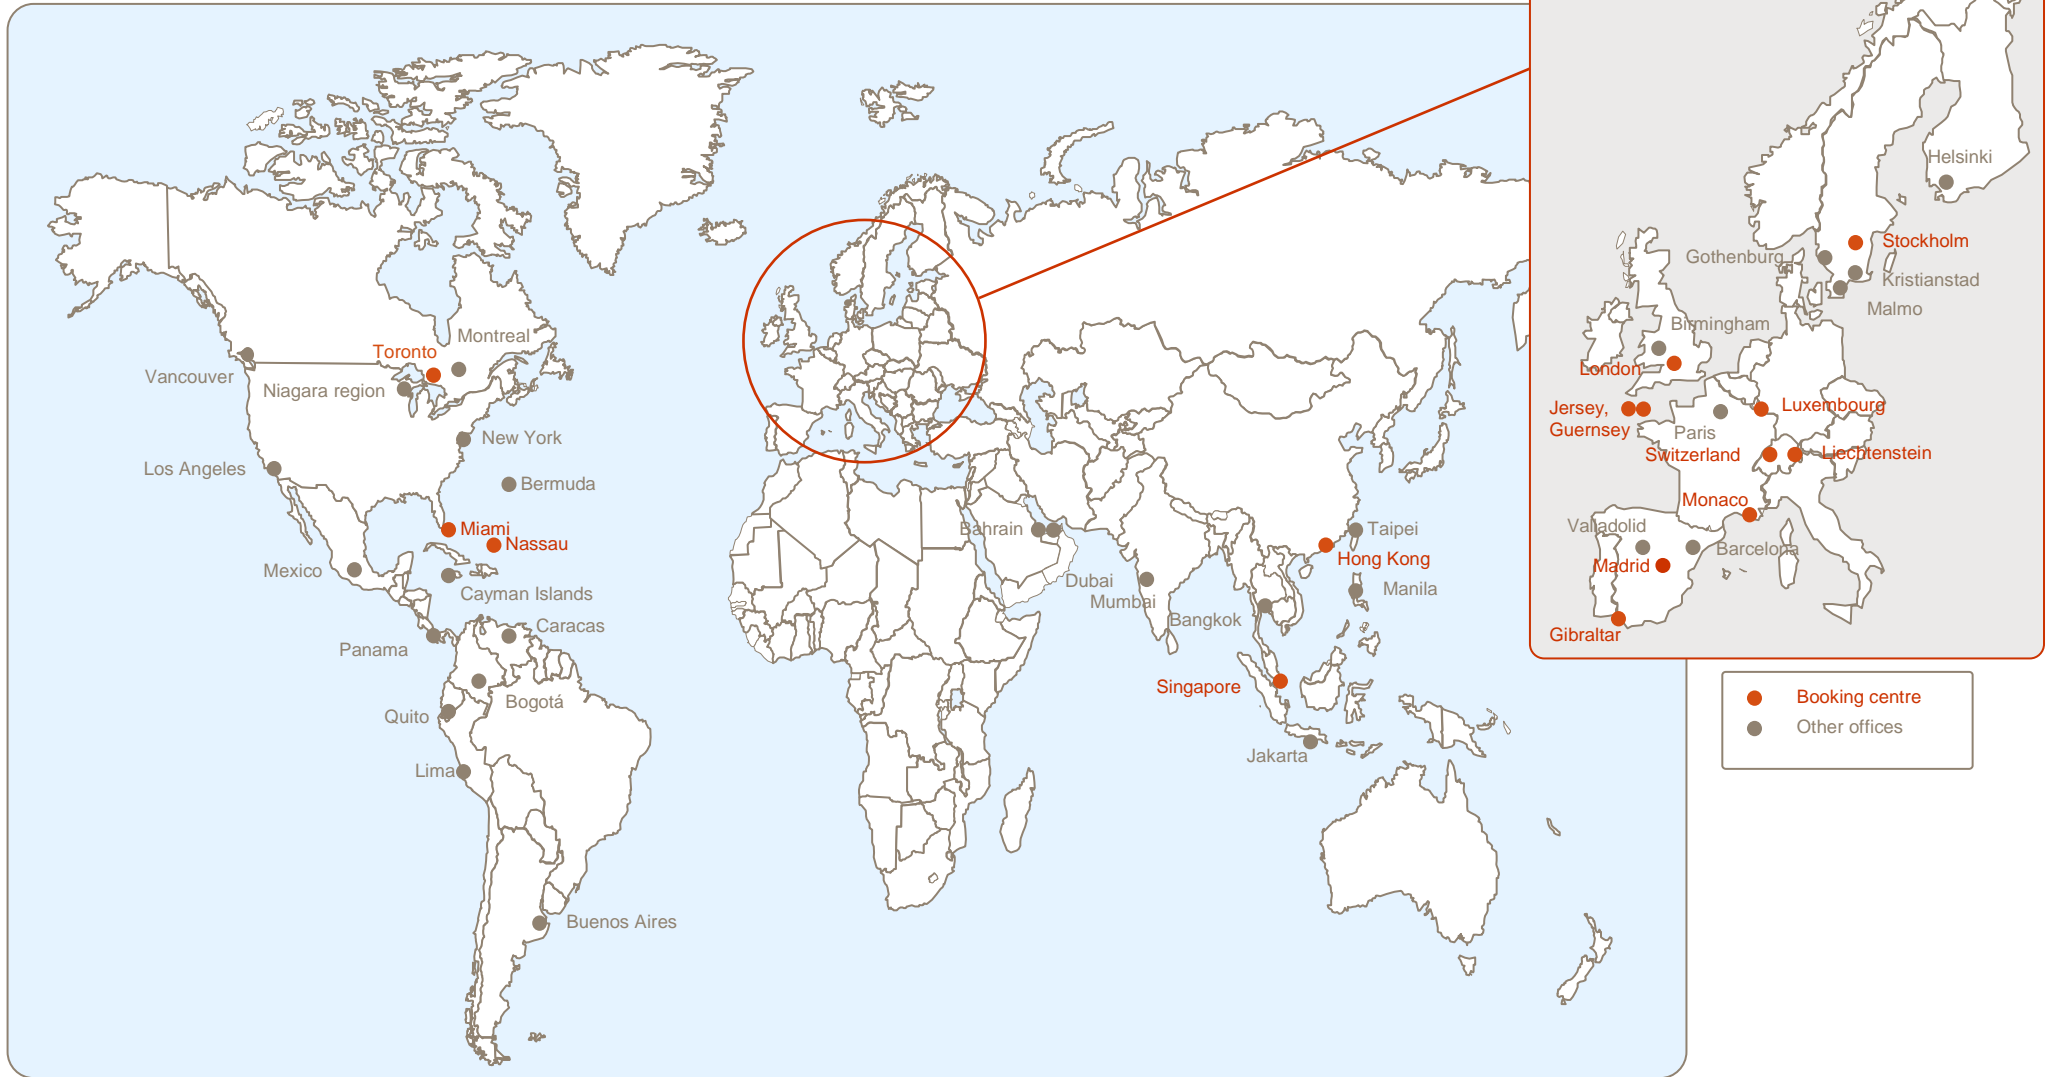 Helsinki
Stockholm
Gothenburg
Kristianstad
Malmo
Birmingham
London
Jersey,
Guernsey
Luxembourg
Paris
Switzerland
Liechtenstein
Monaco
Valladolid
Barcelona
Madrid
Gibraltar
Montreal
Toronto
Vancouver
Niagara region
New York
Los Angeles
Bermuda
Miami
Nassau
Mexico
Cayman Islands
Caracas
Panama
Bogotá
Quito
Lima
Buenos Aires
Bahrain
Dubai
Mumbai
Taipei
Hong Kong
Manila
Bangkok
Singapore
Jakarta
Booking centre
Other offices